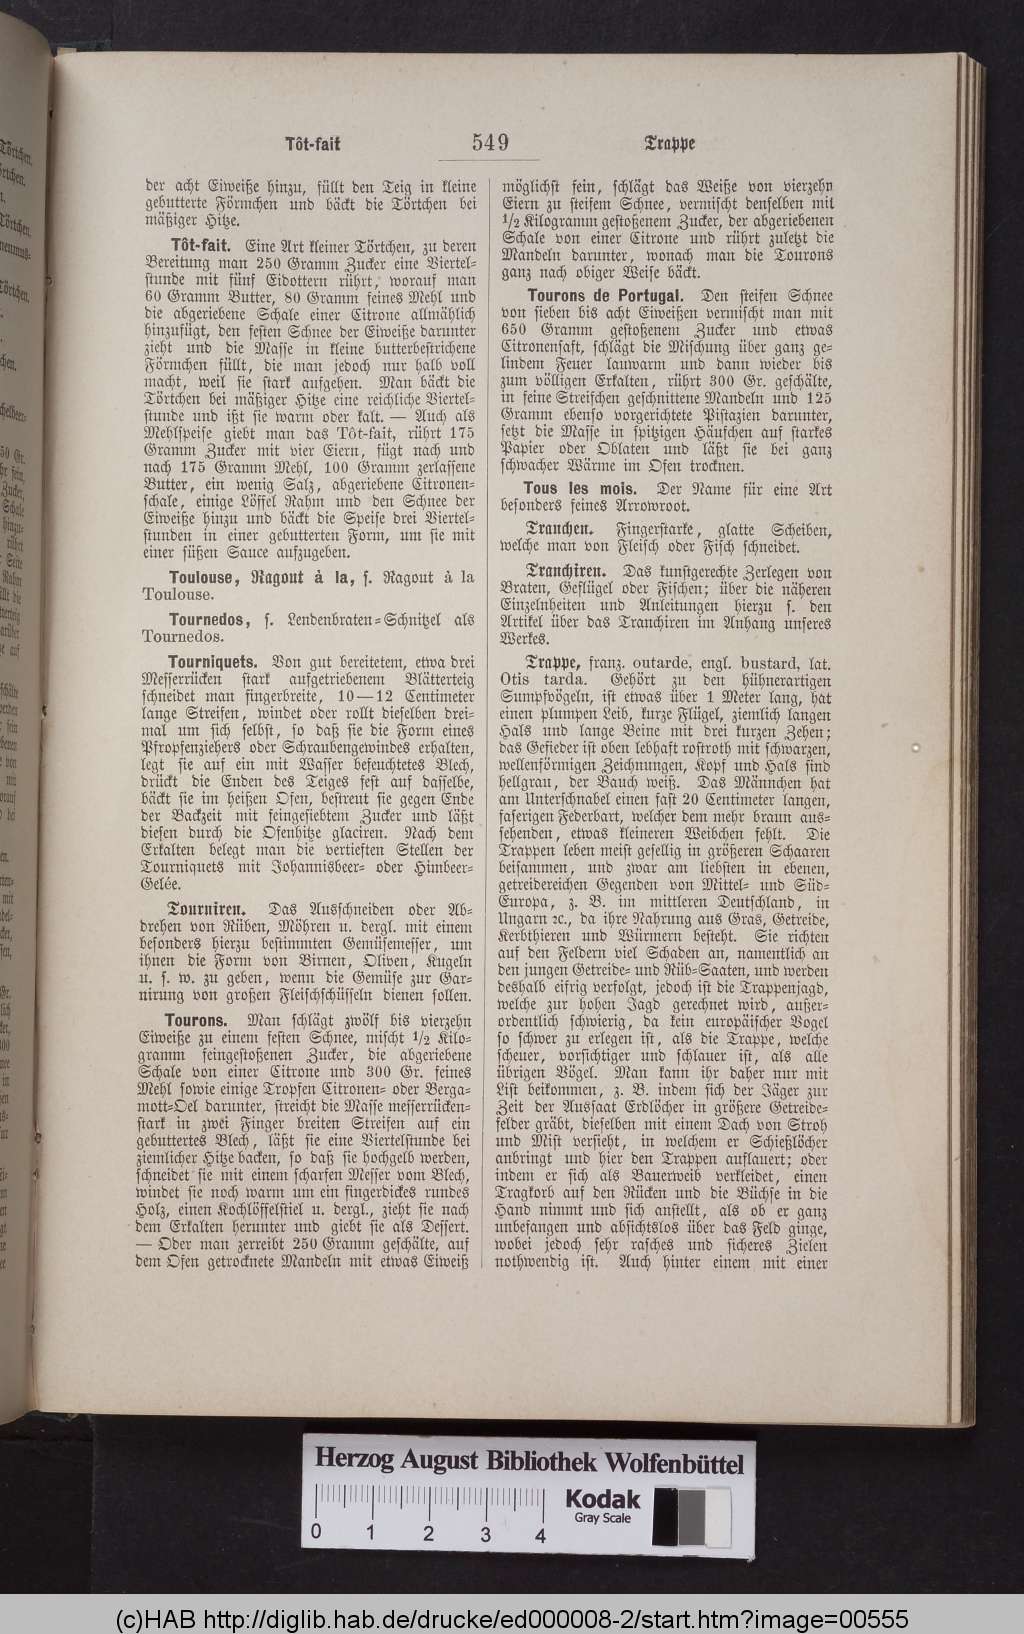 Tôt-fait 549 Trappe
der acht Eiweiße hinzu, füllt den Teig in kleine
gebutterte Förmchen und bäckt die Törtchen bei
mäßiger Hitze.
Tôt-fait. Eine Art kleiner Törtchen, zu deren
Bereitung man 250 Gramm Zucker eine Viertel-
stunde mit fünf Eidottern rührt, worauf man
60 Gramm Butter, 80 Gramm feines Mehl und
die abgeriebene Schale einer Citrone allmählich
hinzufügt, den festen Schnee der Eiweiße darunter
zieht und die Masse in kleine butterbestrichene
Förmchen füllt, die man jedoch nur halb voll
macht, weil sie stark aufgehen. Man bäckt die
Törtchen bei mäßiger Hitze eine reichliche Viertel-
stunde und ißt sie warm oder kalt. — Auch als
Mehlspeise giebt man das Tôt-fait, rührt 175
Gramm Zucker mit vier Eiern, fügt nach und
nach 175 Gramm Mehl, 100 Gramm zerlassene
Butter, ein wenig Salz, abgeriebene Citronen-
schale, einige Löffel Rahm und den Schnee der
Eiweiße hinzu und bäckt die Speise drei Viertel-
stunden in einer gebutterten Form, um sie mit
einer süßen Sauce aufzugeben.
Toulouse, Ragout à la, s. Ragout à la
Toulouse.
Tournedos, s. Lendenbraten-Schnitzel als
Tournedos.
Tourniquets. Von gut bereitetem, etwa drei
Messerrücken stark aufgetriebenem Blätterteig
schneidet man fingerbreite, 10—12 Centimeter
lange Streifen, windet oder rollt dieselben drei-
mal um sich selbst, so daß sie die Form eines
Pfropfenziehers oder Schraubengewindes erhalten,
legt sie auf ein mit Wasser befeuchtetes Blech,
drückt die Enden des Teiges fest auf dasselbe,
bäckt sie im heißen Ofen, bestreut sie gegen Ende
der Backzeit mit feingesiebtem Zucker und läßt
diesen durch die Ofenhitze glaciren. Nach dem
Erkalten belegt man die vertieften Stellen der
Tourniquets mit Johannisbeer- oder Himbeer-
Gelée.
Tourniren. Das Ausschneiden oder Ab-
drehen von Rüben, Möhren u. dergl. mit einem
besonders hierzu bestimmten Gemüsemesser, um
ihnen die Form von Birnen, Oliven, Kugeln
u. s. w. zu geben, wenn die Gemüse zur Gar-
nirung von großen Fleischschüsseln dienen sollen.
Tourons. Man schlägt zwölf bis vierzehn
Eiweiße zu einem festen Schnee, mischt 1/2 Kilo-
gramm feingestoßenen Zucker, die abgeriebene
Schale von einer Citrone und 300 Gr. feines
Mehl sowie einige Tropfen Citronen- oder Berga-
mott-Oel darunter, streicht die Masse messerrücken-
stark in zwei Finger breiten Streifen auf ein
gebuttertes Blech, läßt sie eine Viertelstunde bei
ziemlicher Hitze backen, so daß sie hochgelb werden,
schneidet sie mit einem scharfen Messer vom Blech,
windet sie noch warm um ein fingerdickes rundes
Holz, einen Kochlöffelstiel u. dergl., zieht sie nach
dem Erkalten herunter und giebt sie als Dessert.
— Oder man zerreibt 250 Gramm geschälte, auf
dem Ofen getrocknete Mandeln mit etwas Eiweiß
möglichst fein, schlägt das Weiße von vierzehn
Eiern zu steifem Schnee, vermischt denselben mit
1/2 Kilogramm gestoßenem Zucker, der abgeriebenen
Schale von einer Citrone und rührt zuletzt die
Mandeln darunter, wonach man die Tourons
ganz nach obiger Weise bäckt.
Tourons de Portugal. Den steifen Schnee
von sieben bis acht Eiweißen vermischt man mit
650 Gramm gestoßenem Zucker und etwas
Citronensaft, schlägt die Mischung über ganz ge-
lindem Feuer lauwarm und dann wieder bis
zum völligen Erkalten, rührt 300 Gr. geschälte,
in feine Streifchen geschnittene Mandeln und 125
Gramm ebenso vorgerichtete Pistazien darunter,
setzt die Masse in spitzigen Häufchen auf starkes
Papier oder Oblaten und läßt sie bei ganz
schwacher Wärme im Ofen trocknen.
Tous les mois. Der Name für eine Art
besonders feines Arrowroot.
Tranchen. Fingerstarke, glatte Scheiben,
welche man von Fleisch oder Fisch schneidet.
Tranchiren. Das kunstgerechte Zerlegen von
Braten, Geflügel oder Fischen; über die näheren
Einzelnheiten und Anleitungen hierzu s. den
Artikel über das Tranchiren im Anhang unseres
Werkes.
Trappe, franz. outarde, engl. bustard, lat.
Otis tarda. Gehört zu den hühnerartigen
Sumpfvögeln, ist etwas über 1 Meter lang, hat
einen plumpen Leib, kurze Flügel, ziemlich langen
Hals und lange Beine mit drei kurzen Zehen;
das Gefieder ist oben lebhaft rostroth mit schwarzen,
wellenförmigen Zeichnungen, Kopf und Hals sind
hellgrau, der Bauch weiß. Das Männchen hat
am Unterschnabel einen fast 20 Centimeter langen,
faserigen Federbart, welcher dem mehr braun aus-
sehenden, etwas kleineren Weibchen fehlt. Die
Trappen leben meist gesellig in größeren Schaaren
beisammen, und zwar am liebsten in ebenen,
getreidereichen Gegenden von Mittel- und Süd-
Europa, z. B. im mittleren Deutschland, in
Ungarn ꝛc., da ihre Nahrung aus Gras, Getreide,
Kerbthieren und Würmern besteht. Sie richten
auf den Feldern viel Schaden an, namentlich an
den jungen Getreide- und Rüb-Saaten, und werden
deshalb eifrig verfolgt, jedoch ist die Trappenjagd,
welche zur hohen Jagd gerechnet wird, außer-
ordentlich schwierig, da kein europäischer Vogel
so schwer zu erlegen ist, als die Trappe, welche
scheuer, vorsichtiger und schlauer ist, als alle
übrigen Vögel. Man kann ihr daher nur mit
List beikommen, z. B. indem sich der Jäger zur
Zeit der Aussaat Erdlöcher in größere Getreide-
felder gräbt, dieselben mit einem Dach von Stroh
und Mist versieht, in welchem er Schießlöcher
anbringt und hier den Trappen auflauert; oder
indem er sich als Bauerweib verkleidet, einen
Tragkorb auf den Rücken und die Büchse in die
Hand nimmt und sich anstellt, als ob er ganz
unbefangen und absichtslos über das Feld ginge,
wobei jedoch sehr rasches und sicheres Zielen
nothwendig ist. Auch hinter einem mit einer
Herzog August Bibliothek Wolfenbüttel
0 1 2 3 4
Kodak
Gray Scale
(c)HAB http://diglib.hab.de/drucke/ed000008-2/start.htm?image=00555